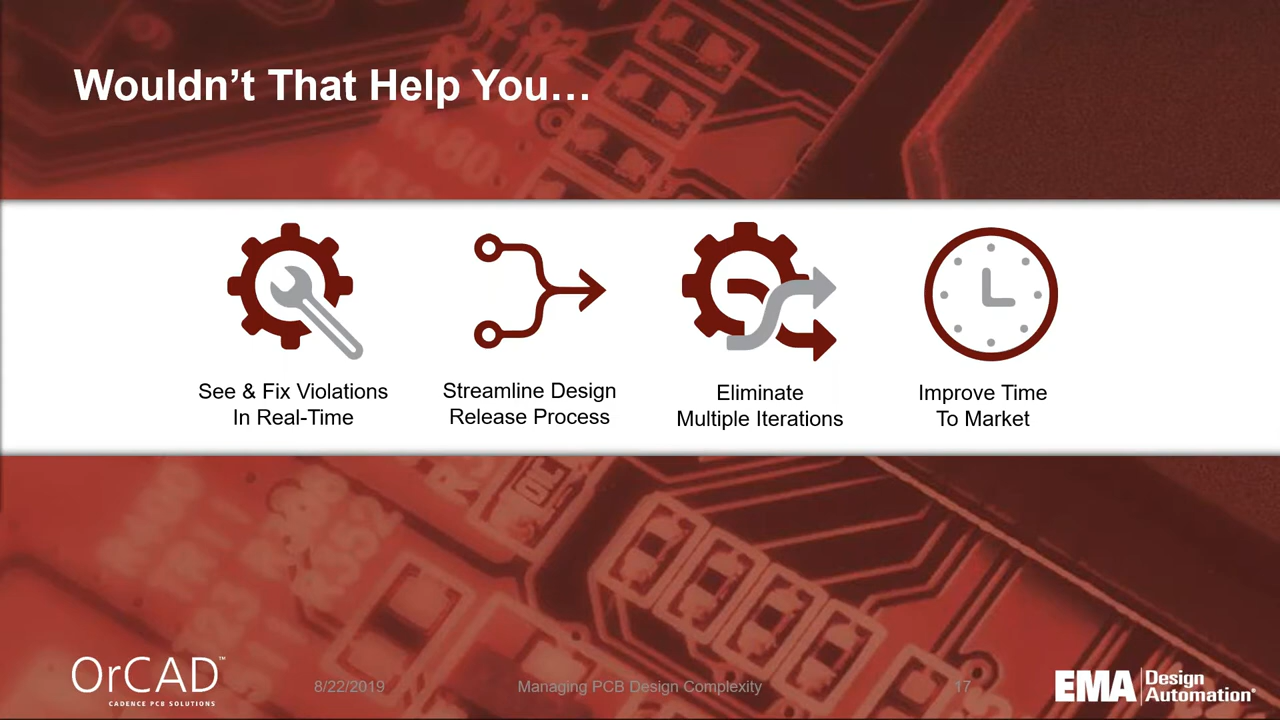 Wouldn't That Help You…
See & Fix Violations
In Real-Time
Streamline Design
Release Process
Eliminate
Multiple Iterations
Improve Time
To Market
OrCAD™
CADENCE PCB SOLUTIONS
8/22/2019
Managing PCB Design Complexity
17
EMA Design
Automation®